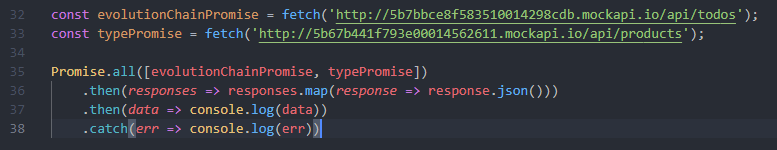 32 const evolutionChainPromise = fetch('http://5b7bbce8f583510014298cdb.mockapi.io/api/todos');
33 const typePromise = fetch('http://5b67b441f793e00014562611.mockapi.io/api/products');
34
35 Promise.all([evolutionChainPromise, typePromise])
36 .then(responses => responses.map(response => response.json()))
37 .then(data => console.log(data))
38 .catch(err => console.log(err))